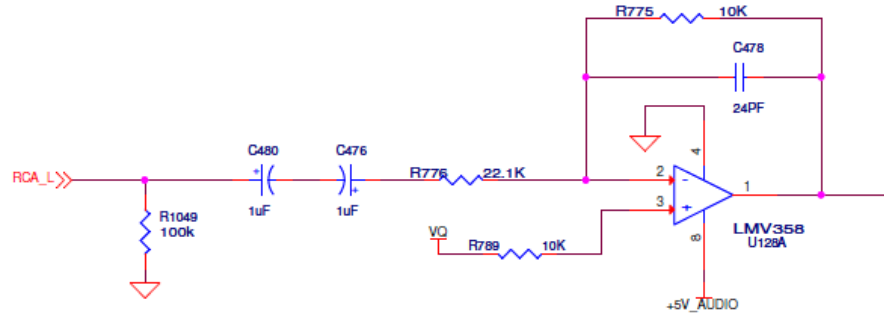 R775 10K
C478
24PF
4
C480 C476
RCA_L R776 22.1K 2 - 1
+ +
R1049
100k
1uF 1uF
3 +
LMV358
U128A
VQ R789 10K 8
+5V_AUDIO